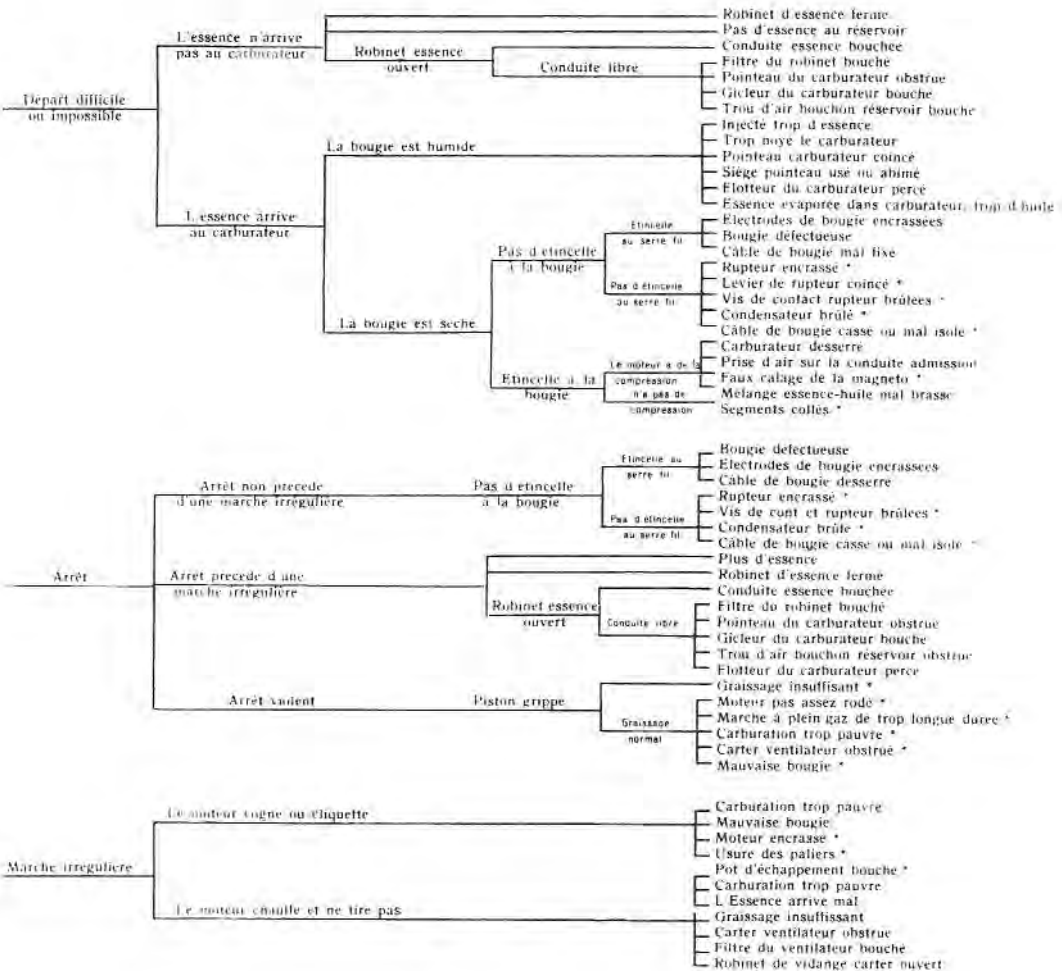 Robinet d'essence fermé
Pas d'essence au réservoir
L'essence n'arrive
pas au carburateur
Robinet essence
ouvert
Conduite essence bouchée
Conduite libre
Filtre du robinet bouché
Pointeau du carburateur obstrué
Gicleur du carburateur bouché
Trou d'air bouchon réservoir bouché
Départ difficile
ou impossible
L'essence arrive
au carburateur
La bougie est humide
Injecté trop d'essence
Trop noyé le carburateur
Pointeau carburateur coincé
Siège pointeau usé ou abimé
Flotteur du carburateur percé
Essence evaporée dans carburateur, trop d'huile
La bougie est sèche
Pas d'étincelle
à la bougie
Etincelle
au serre fil
Electrodes de bougie encrassées
Bougie défectueuse
Câble de bougie mal fixé
Pas d'étincelle
au serre fil
Rupteur encrassé *
Levier de rupteur coincé *
Vis de contact rupteur brûlées *
Condensateur brûlé *
Câble de bougie cassé ou mal isolé *
Etincelle à la
bougie
Le moteur a de la
compression
Carburateur desserré
Prise d'air sur la conduite admission
Faux calage de la magneto *
Mélange essence-huile mal brassé
n'a pas de
compression
Segments collés *
Arrêt
Arrêt non précédé
d'une marche irrégulière
Pas d'étincelle
à la bougie
Etincelle au
serre fil
Bougie défectueuse
Electrodes de bougie encrassées
Câble de bougie desserré
Pas d'étincelle
au serre fil
Rupteur encrassé *
Vis de cont et rupteur brûlées *
Condensateur brûlé *
Câble de bougie cassé ou mal isolé *
Arrêt précédé d'une
marche irrégulière
Plus d'essence
Robinet d'essence fermé
Robinet essence
ouvert
Conduite essence bouchée
Conduite libre
Filtre du robinet bouché
Pointeau du carburateur obstrué
Gicleur du carburateur bouché
Trou d'air bouchon réservoir obstrué
Flotteur du carburateur percé
Arrêt violent
Piston grippé
Graissage insuffisant *
Graissage
normal
Moteur pas assez rodé *
Marche à plein gaz de trop longue durée *
Carburation trop pauvre *
Carter ventilateur obstrué *
Mauvaise bougie *
Marche irrégulière
Le moteur cogne ou cliquette
Carburation trop pauvre
Mauvaise bougie
Moteur encrassé *
Usure des paliers *
Le moteur chauffe et ne tire pas
Pot d'échappement bouché *
Carburation trop pauvre
L'Essence arrive mal
Graissage insuffissant
Carter ventilateur obstrué
Filtre du ventilateur bouché
Robinet de vidange carter ouvert